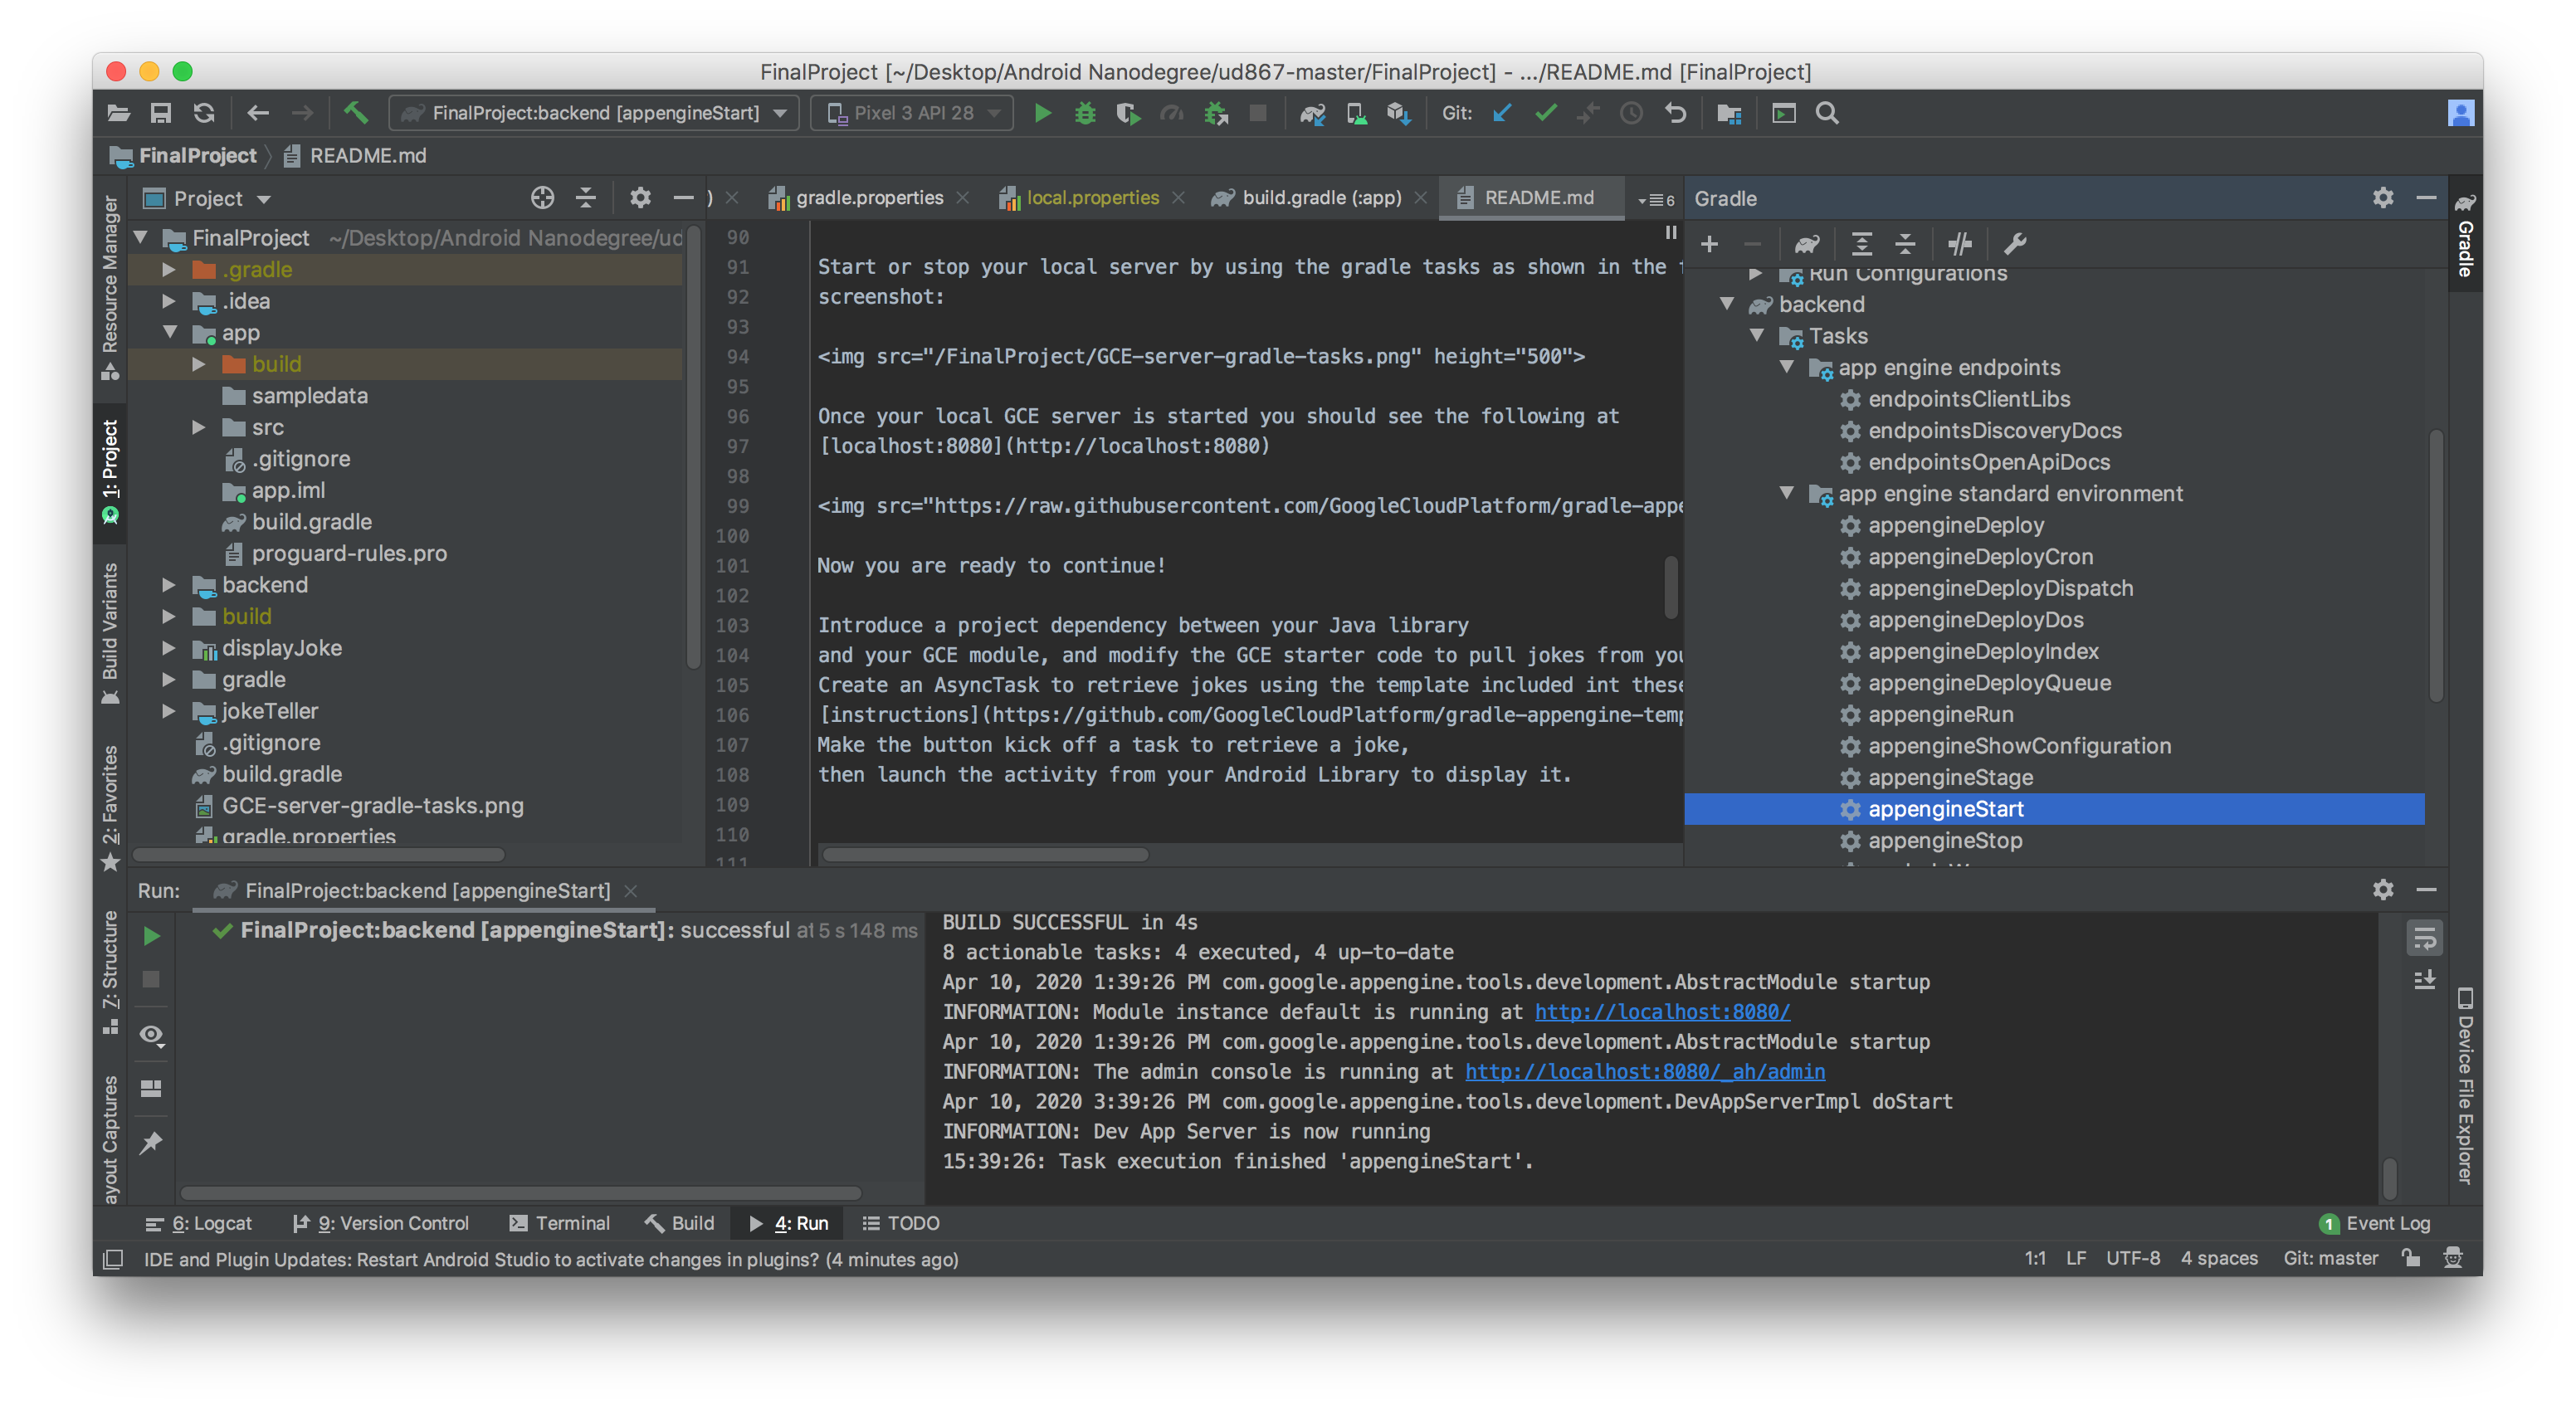 FinalProject [~/Desktop/Android Nanodegree/ud867-master/FinalProject] - .../README.md [FinalProject]
FinalProject:backend [appengineStart]
Pixel 3 API 28
Git:
FinalProject
README.md
Resource Manager
1: Project
Build Variants
2: Favorites
7: Structure
ayout Captures
Project
FinalProject ~/Desktop/Android Nanodegree/ud
.gradle
.idea
app
build
sampledata
src
.gitignore
app.iml
build.gradle
proguard-rules.pro
backend
build
displayJoke
gradle
jokeTeller
.gitignore
build.gradle
GCE-server-gradle-tasks.png
gradle.properties
)
gradle.properties
local.properties
build.gradle (:app)
README.md
6
90
91 Start or stop your local server by using the gradle tasks as shown in the
92 screenshot:
93
94 <img src="/FinalProject/GCE-server-gradle-tasks.png" height="500">
95
96 Once your local GCE server is started you should see the following at
97 [localhost:8080](http://localhost:8080)
98
99 <img src="https://raw.githubusercontent.com/GoogleCloudPlatform/gradle-appe
100
101 Now you are ready to continue!
102
103 Introduce a project dependency between your Java library
104 and your GCE module, and modify the GCE starter code to pull jokes from you
105 Create an AsyncTask to retrieve jokes using the template included int these
106 [instructions](https://github.com/GoogleCloudPlatform/gradle-appengine-temp
107 Make the button kick off a task to retrieve a joke,
108 then launch the activity from your Android Library to display it.
109
110
111
Gradle
Run Configurations
backend
Tasks
app engine endpoints
endpointsClientLibs
endpointsDiscoveryDocs
endpointsOpenApiDocs
app engine standard environment
appengineDeploy
appengineDeployCron
appengineDeployDispatch
appengineDeployDos
appengineDeployIndex
appengineDeployQueue
appengineRun
appengineShowConfiguration
appengineStage
appengineStart
appengineStop
Gradle
Device File Explorer
Run:
FinalProject:backend [appengineStart]
FinalProject:backend [appengineStart]: successful at 5 s 148 ms
BUILD SUCCESSFUL in 4s
8 actionable tasks: 4 executed, 4 up-to-date
Apr 10, 2020 1:39:26 PM com.google.appengine.tools.development.AbstractModule startup
INFORMATION: Module instance default is running at http://localhost:8080/
Apr 10, 2020 1:39:26 PM com.google.appengine.tools.development.AbstractModule startup
INFORMATION: The admin console is running at http://localhost:8080/_ah/admin
Apr 10, 2020 3:39:26 PM com.google.appengine.tools.development.DevAppServerImpl doStart
INFORMATION: Dev App Server is now running
15:39:26: Task execution finished 'appengineStart'.
6: Logcat
9: Version Control
Terminal
Build
4: Run
TODO
1 Event Log
IDE and Plugin Updates: Restart Android Studio to activate changes in plugins? (4 minutes ago)
1:1 LF UTF-8 4 spaces Git: master